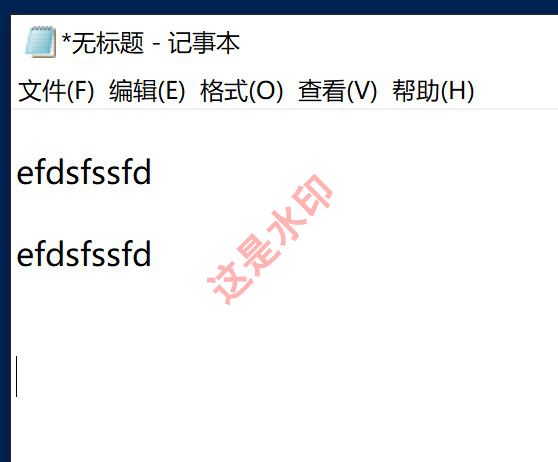 *无标题 - 记事本
文件(F) 编辑(E) 格式(O) 查看(V) 帮助(H)
efdsfssfd
这是水印
efdsfssfd